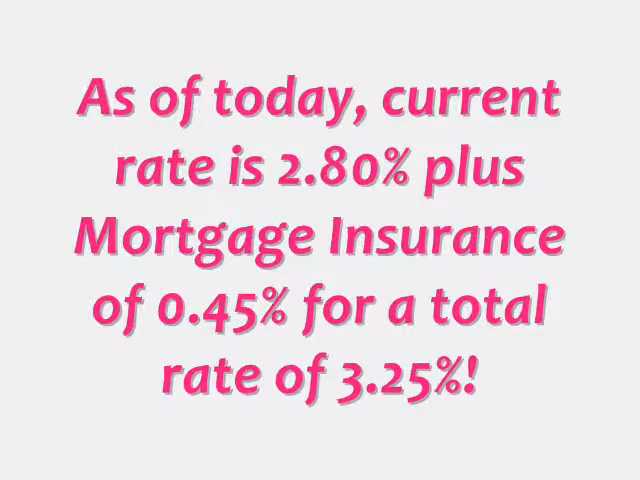 As of today, current
rate is 2.80% plus
Mortgage Insurance
of 0.45% for a total
rate of 3.25%!